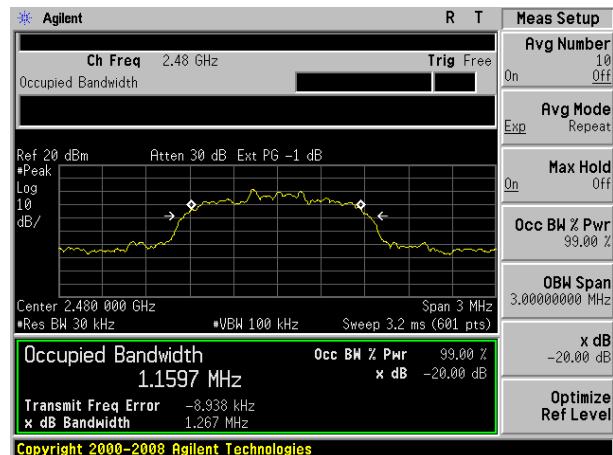 Agilent R T Meas Setup
Ch Freq 2.48 GHz Trig Free
Occupied Bandwidth
Ref 20 dBm Atten 30 dB Ext PG -1 dB
#Peak
Log
10
dB/
Center 2.480 000 GHz Span 3 MHz
#Res BW 30 kHz #VBW 100 kHz Sweep 3.2 ms (601 pts)
Occupied Bandwidth Occ BW % Pwr 99.00 %
1.1597 MHz x dB -20.00 dB
Transmit Freq Error -8.938 kHz
x dB Bandwidth 1.267 MHz
Copyright 2000-2008 Agilent Technologies
Avg Number
10
On Off
Avg Mode
Exp Repeat
Max Hold
On Off
Occ BW % Pwr
99.00 %
OBW Span
3.00000000 MHz
x dB
-20.00 dB
Optimize
Ref Level